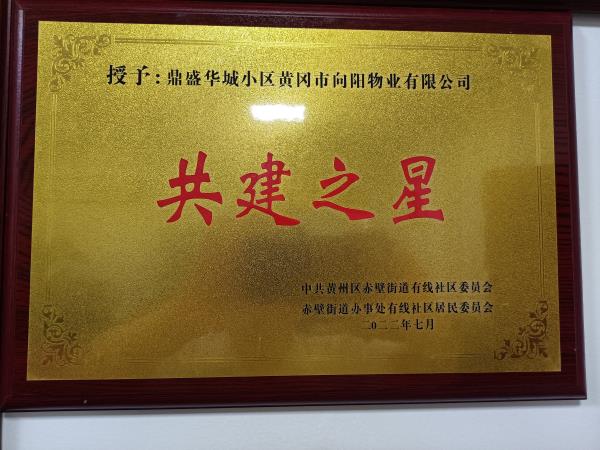 授予：鼎盛华城小区黄冈市向阳物业有限公司
共建之星
中共黄州区赤壁街道有线社区委员会
赤壁街道办事处有线社区居民委员会
二〇二二年七月